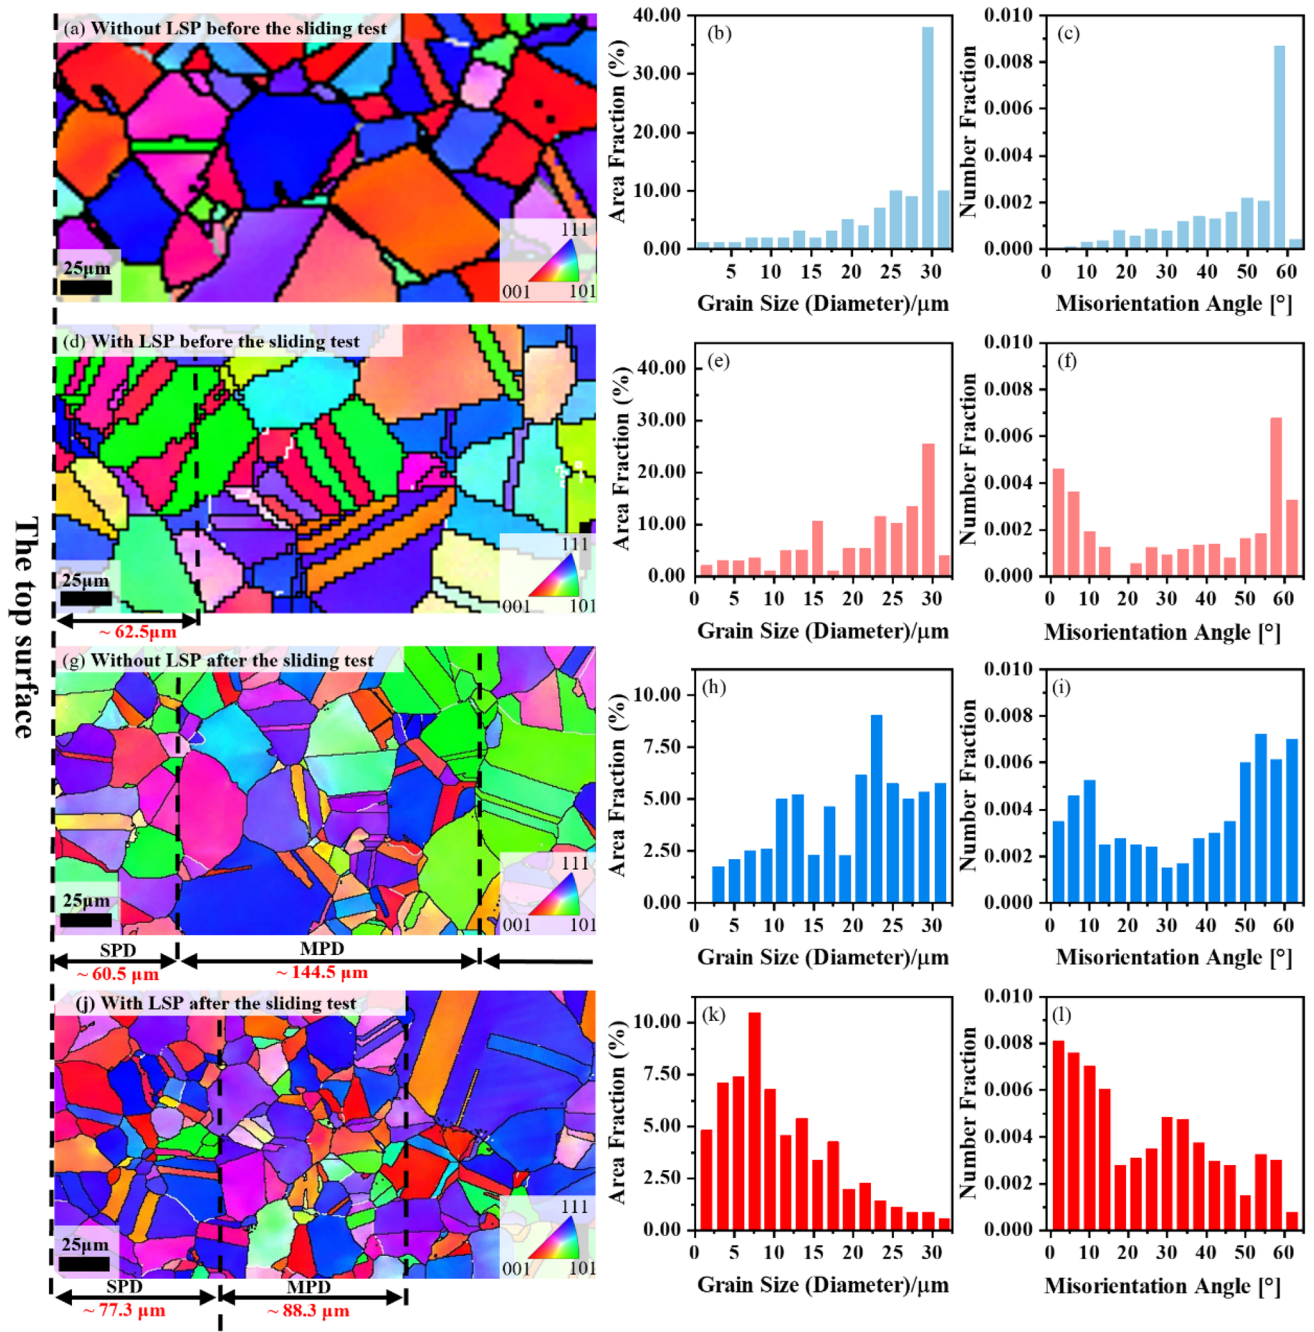 The top surface
(a) Without LSP before the sliding test
25μm
111
001
101
(b)
Area Fraction (%)
40.00
30.00
20.00
10.00
0.00
5 10 15 20 25 30
Grain Size (Diameter)/μm
(c)
Number Fraction
0.010
0.008
0.006
0.004
0.002
0.000
0 10 20 30 40 50 60
Misorientation Angle [°]
(d) With LSP before the sliding test
25μm
111
001
101
~ 62.5μm
(e)
Area Fraction (%)
40.00
30.00
20.00
10.00
0.00
0 5 10 15 20 25 30
Grain Size (Diameter)/μm
(f)
Number Fraction
0.010
0.008
0.006
0.004
0.002
0.000
0 10 20 30 40 50 60
Misorientation Angle [°]
(g) Without LSP after the sliding test
25μm
111
001
101
SPD
MPD
~ 60.5 μm
~ 144.5 μm
(h)
Area Fraction (%)
10.00
7.50
5.00
2.50
0.00
0 5 10 15 20 25 30
Grain Size (Diameter)/μm
(i)
Number Fraction
0.010
0.008
0.006
0.004
0.002
0.000
0 10 20 30 40 50 60
Misorientation Angle [°]
(j) With LSP after the sliding test
25μm
111
001
101
SPD
MPD
~ 77.3 μm
~ 88.3 μm
(k)
Area Fraction (%)
10.00
7.50
5.00
2.50
0.00
0 5 10 15 20 25 30
Grain Size (Diameter)/μm
(l)
Number Fraction
0.010
0.008
0.006
0.004
0.002
0.000
0 10 20 30 40 50 60
Misorientation Angle [°]